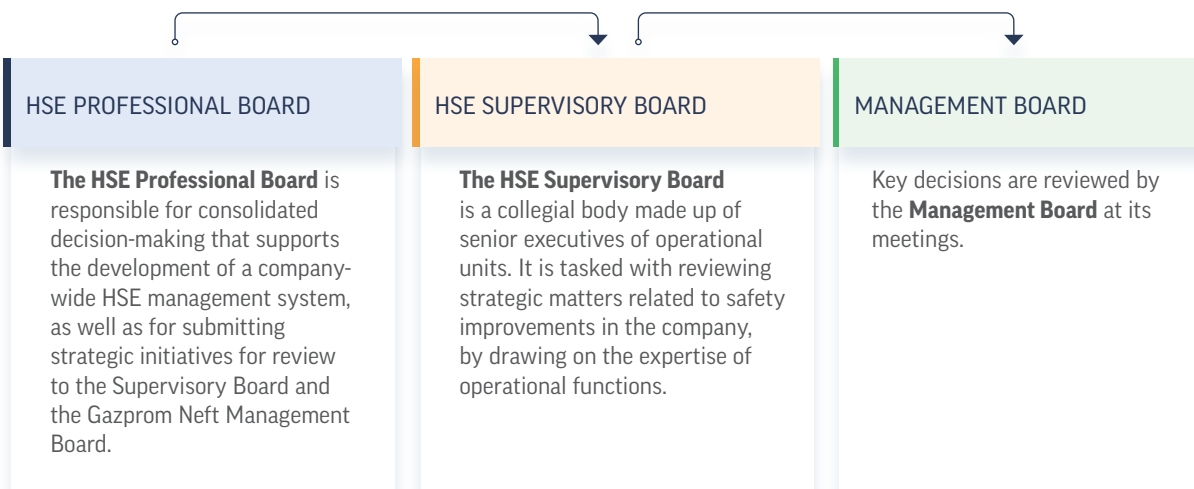 HSE PROFESSIONAL BOARD
The HSE Professional Board is
responsible for consolidated
decision-making that supports
the development of a company-
wide HSE management system,
as well as for submitting
strategic initiatives for review
to the Supervisory Board and
the Gazprom Neft Management
Board.
HSE SUPERVISORY BOARD
The HSE Supervisory Board
is a collegial body made up of
senior executives of operational
units. It is tasked with reviewing
strategic matters related to safety
improvements in the company,
by drawing on the expertise of
operational functions.
MANAGEMENT BOARD
Key decisions are reviewed by
the Management Board at its
meetings.